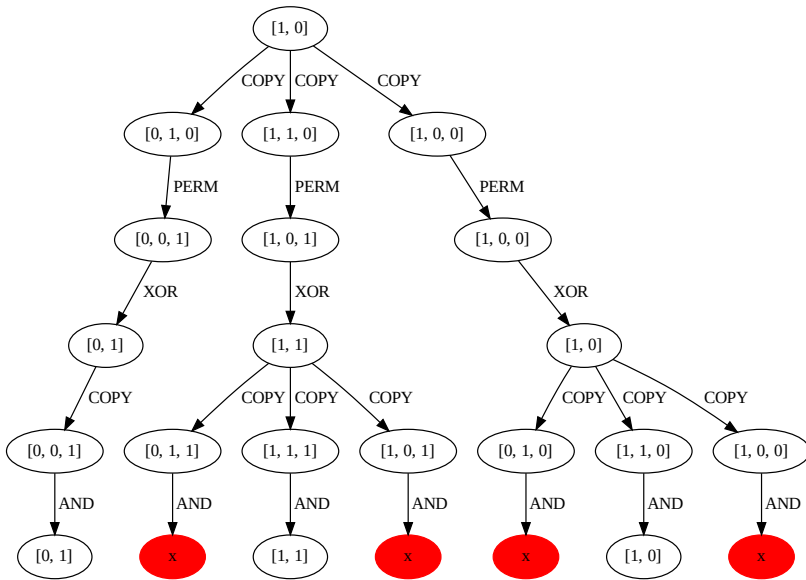 [1, 0]
COPY COPY COPY
[0, 1, 0] [1, 1, 0] [1, 0, 0]
PERM PERM PERM
[0, 0, 1] [1, 0, 1] [1, 0, 0]
XOR XOR XOR
[0, 1] [1, 1] [1, 0]
COPY COPY COPY COPY COPY COPY COPY
[0, 0, 1] [0, 1, 1] [1, 1, 1] [1, 0, 1] [0, 1, 0] [1, 1, 0] [1, 0, 0]
AND AND AND AND AND AND AND
[0, 1] x [1, 1] x x [1, 0] x